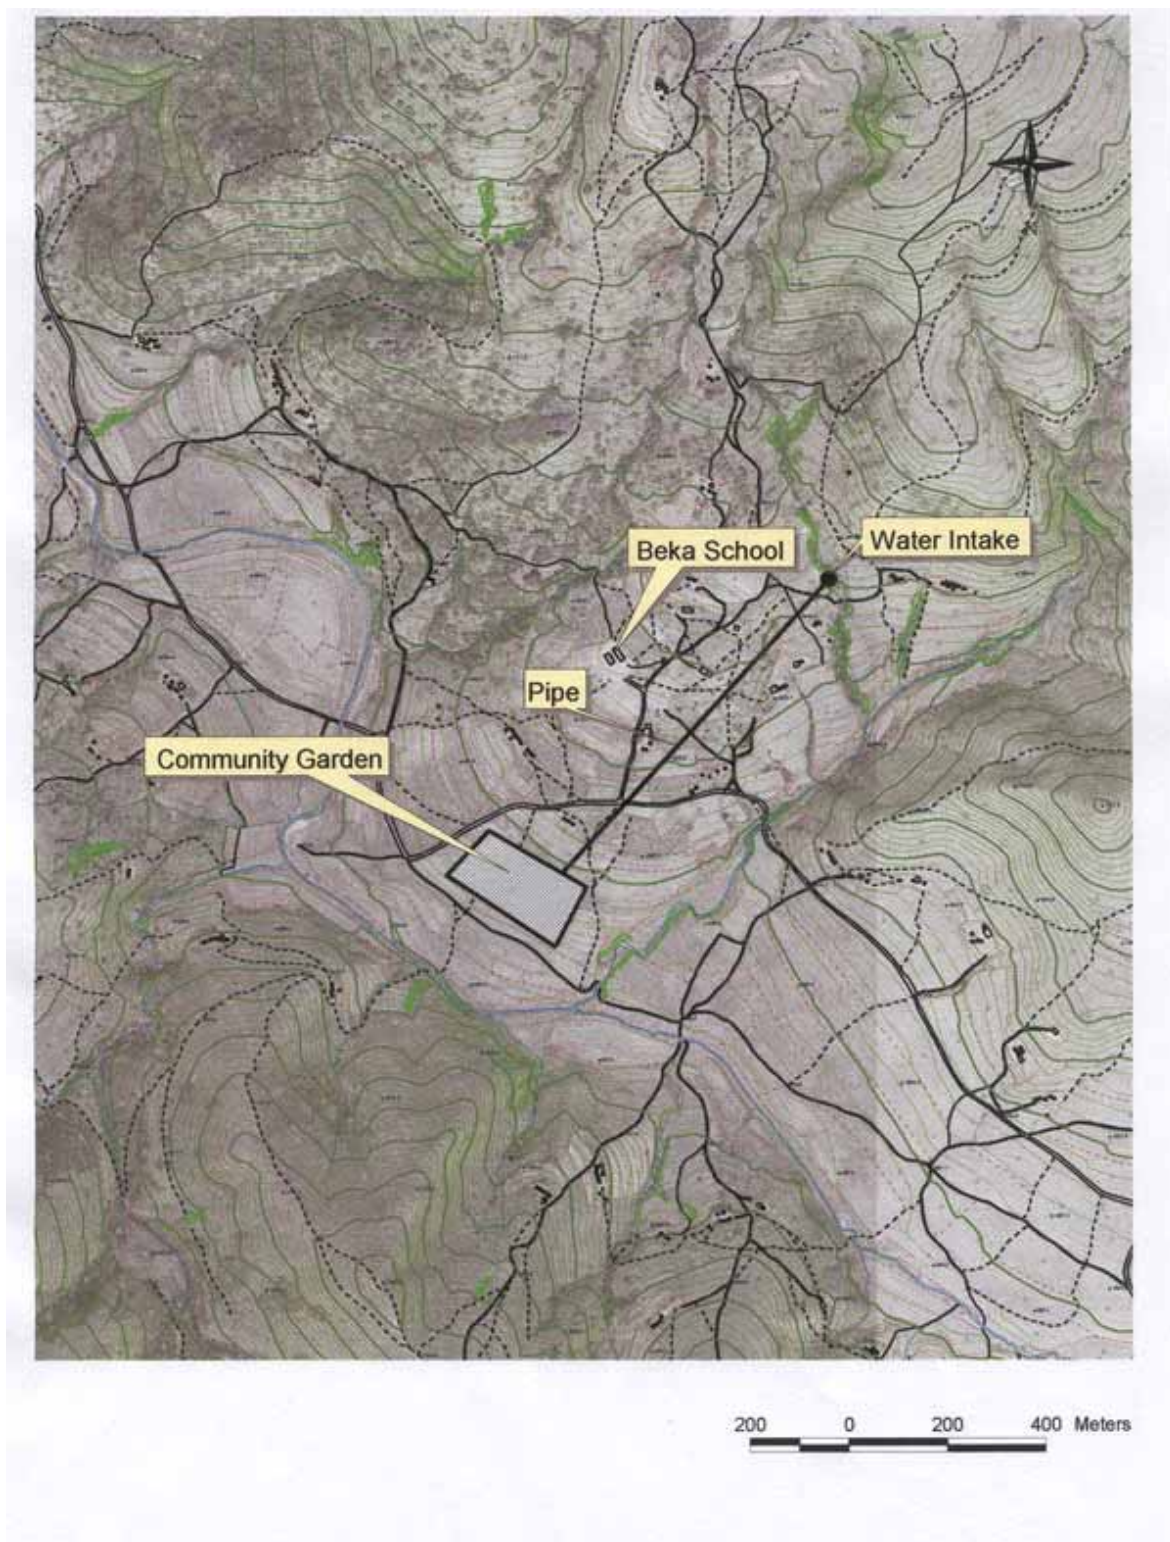 Beka School
Water Intake
Pipe
Community Garden
200 0 200 400 Meters